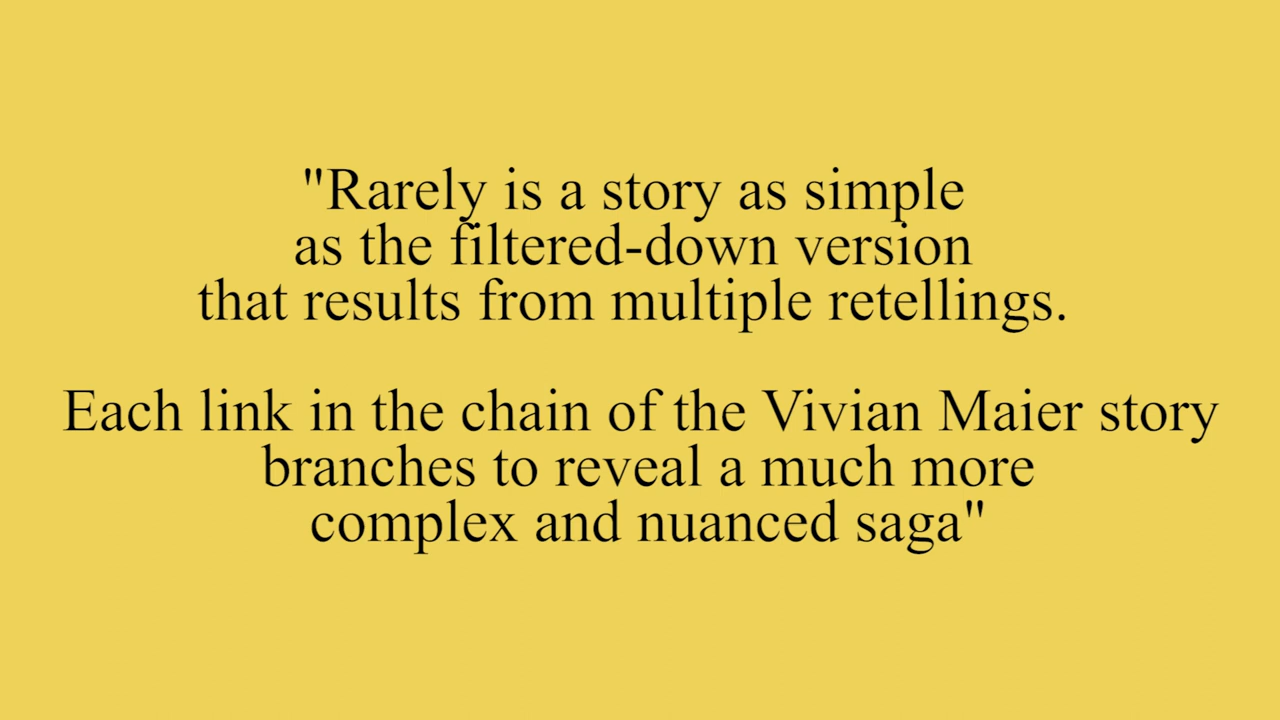 "Rarely is a story as simple
as the filtered-down version
that results from multiple retellings.
Each link in the chain of the Vivian Maier story
branches to reveal a much more
complex and nuanced saga"